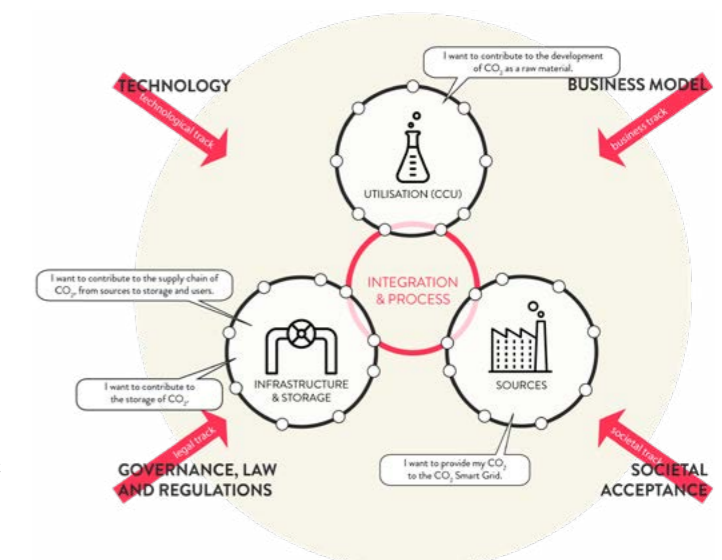 I want to contribute to the development
of CO₂ as a raw material.
TECHNOLOGY
BUSINESS MODEL
technological track
business track
UTILISATION (CCU)
I want to contribute to the supply chain of
CO₂, from sources to storage and users.
INTEGRATION
& PROCESS
INFRASTRUCTURE
& STORAGE
SOURCES
I want to contribute to
the storage of CO₂.
legal track
societal track
GOVERNANCE, LAW
AND REGULATIONS
I want to provide my CO₂
to the CO₂ Smart Grid.
SOCIETAL
ACCEPTANCE